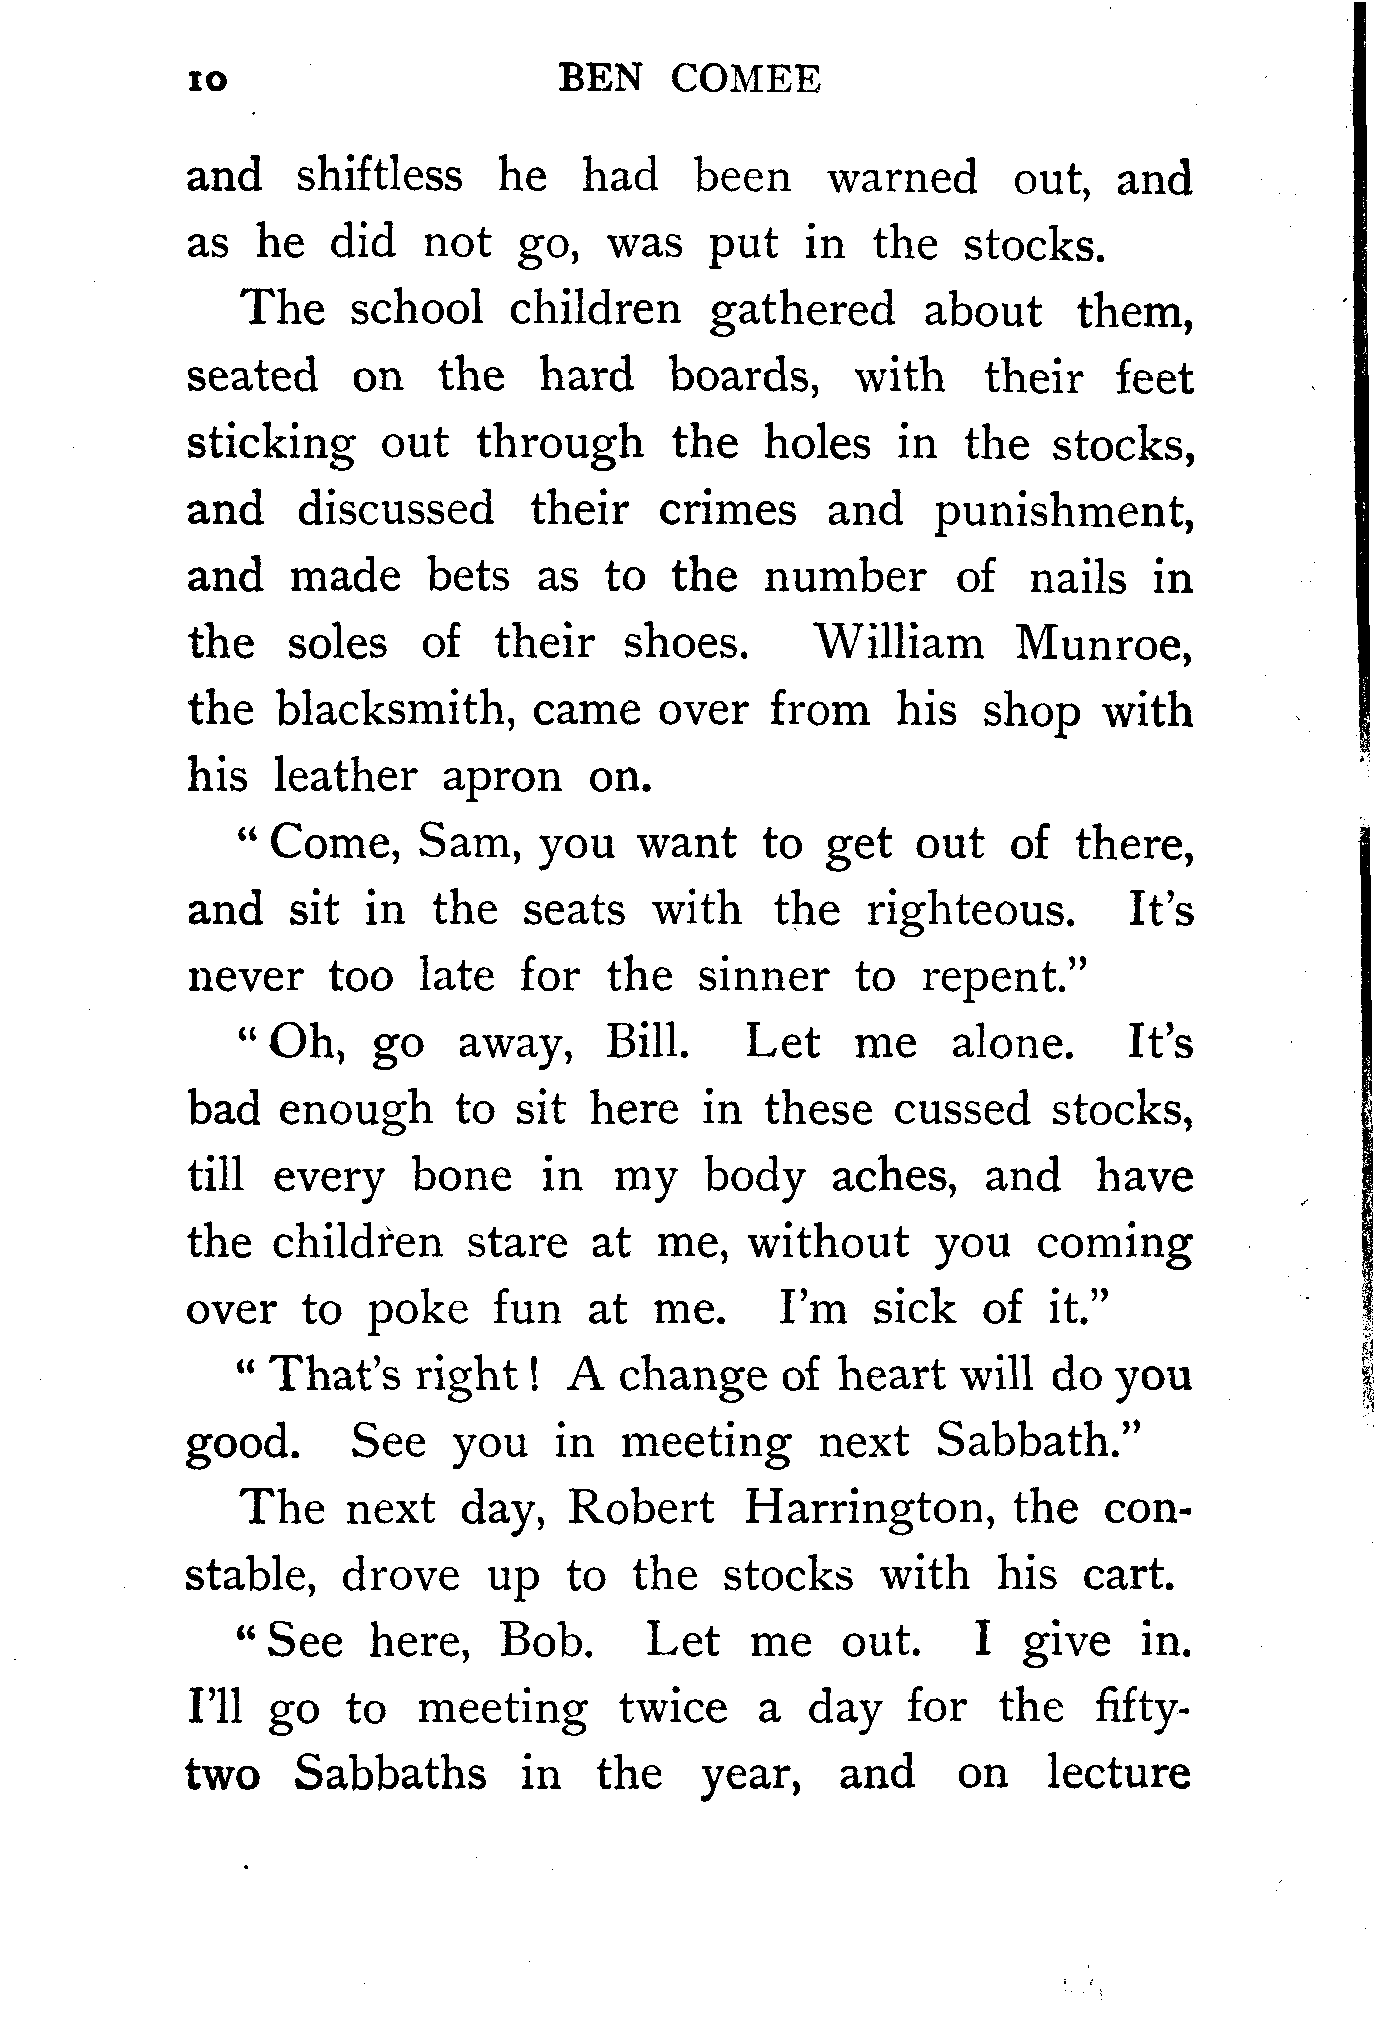 10 BEN COMEE
and shiftless he had been warned out, and
as he did not go, was put in the stocks.
The school children gathered about them,
seated on the hard boards, with their feet
sticking out through the holes in the stocks,
and discussed their crimes and punishment,
and made bets as to the number of nails in
the soles of their shoes. William Munroe,
the blacksmith, came over from his shop with
his leather apron on.
“Come, Sam, you want to get out of there,
and sit in the seats with the righteous. It’s
never too late for the sinner to repent.”
“Oh, go away, Bill. Let me alone. It’s
bad enough to sit here in these cussed stocks,
till every bone in my body aches, and have
the children stare at me, without you coming
over to poke fun at me. I’m sick of it.”
“That’s right! A change of heart will do you
good. See you in meeting next Sabbath.”
The next day, Robert Harrington, the con-
stable, drove up to the stocks with his cart.
“See here, Bob. Let me out. I give in.
I’ll go to meeting twice a day for the fifty-
two Sabbaths in the year, and on lecture